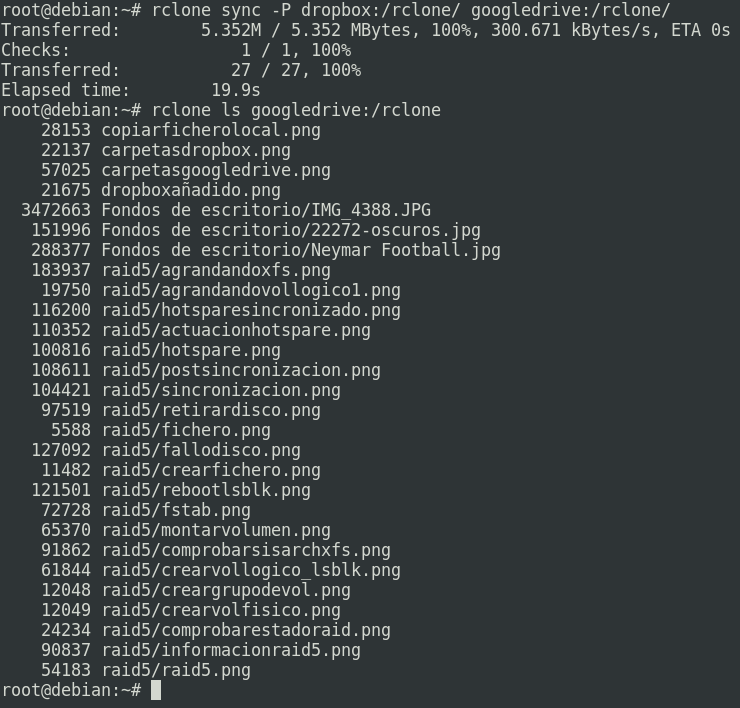 root@debian:~# rclone sync -P dropbox:/rclone/ googledrive:/rclone/
Transferred:        5.352M / 5.352 MBytes, 100%, 300.671 kBytes/s, ETA 0s
Checks:                 1 / 1, 100%
Transferred:           27 / 27, 100%
Elapsed time:        19.9s
root@debian:~# rclone ls googledrive:/rclone
    28153 copiarficherolocal.png
    22137 carpetasdropbox.png
    57025 carpetasgoogledrive.png
    21675 dropboxañadido.png
  3472663 Fondos de escritorio/IMG_4388.JPG
   151996 Fondos de escritorio/22272-oscuros.jpg
   288377 Fondos de escritorio/Neymar Football.jpg
   183937 raid5/agrandandoxfs.png
    19750 raid5/agrandandovollogico1.png
   116200 raid5/hotsparesincronizado.png
   110352 raid5/actuacionhotspare.png
   100816 raid5/hotspare.png
   108611 raid5/postsincronizacion.png
   104421 raid5/sincronizacion.png
    97519 raid5/retirardisco.png
     5588 raid5/fichero.png
   127092 raid5/fallodisco.png
    11482 raid5/crearfichero.png
   121501 raid5/rebootlsblk.png
    72728 raid5/fstab.png
    65370 raid5/montarvolumen.png
    91862 raid5/comprobarsisarchxfs.png
    61844 raid5/crearvollogico_lsblk.png
    12048 raid5/creargrupodevol.png
    12049 raid5/crearvolfisico.png
    24234 raid5/comprobarestadoraid.png
    90837 raid5/informacionraid5.png
    54183 raid5/raid5.png
root@debian:~#